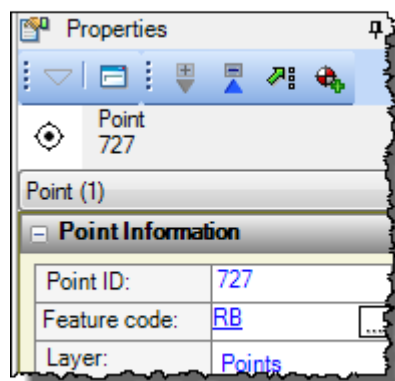 Properties
Point
727
Point (1)
Point Information
Point ID: 727
Feature code: RB ...
Layer: Points